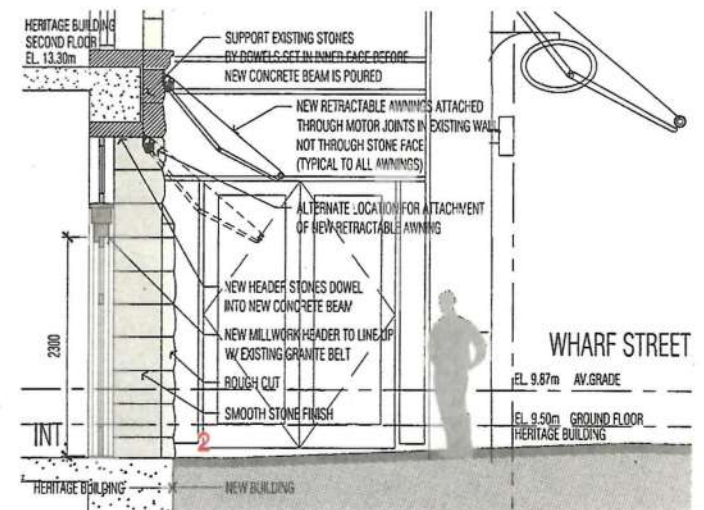 HERITAGE BUILDING
SECOND FLOOR
EL. 13.30m
SUPPORT EXISTING STONES
BY DOWELS SET IN INNER FACE BEFORE
NEW CONCRETE BEAM IS POURED
NEW RETRACTABLE AWNINGS ATTACHED
THROUGH MOTOR JOINTS IN EXISTING WALL
NOT THROUGH STONE FACE
(TYPICAL TO ALL AWNINGS)
ALTERNATE LOCATION FOR ATTACHMENT
OF NEW RETRACTABLE AWNING
NEW HEADER STONES DOWEL
INTO NEW CONCRETE BEAM
NEW MILLWORK HEADER TO LINE-UP
W/ EXISTING GRANITE BELT
ROUGH CUT
SMOOTH STONE FINISH
2300
INT
2
WHARF STREET
EL. 9.87m AV.GRADE
EL. 9.50m GROUND FLOOR
HERITAGE BUILDING
HERITAGE BUILDING
NEW BUILDING